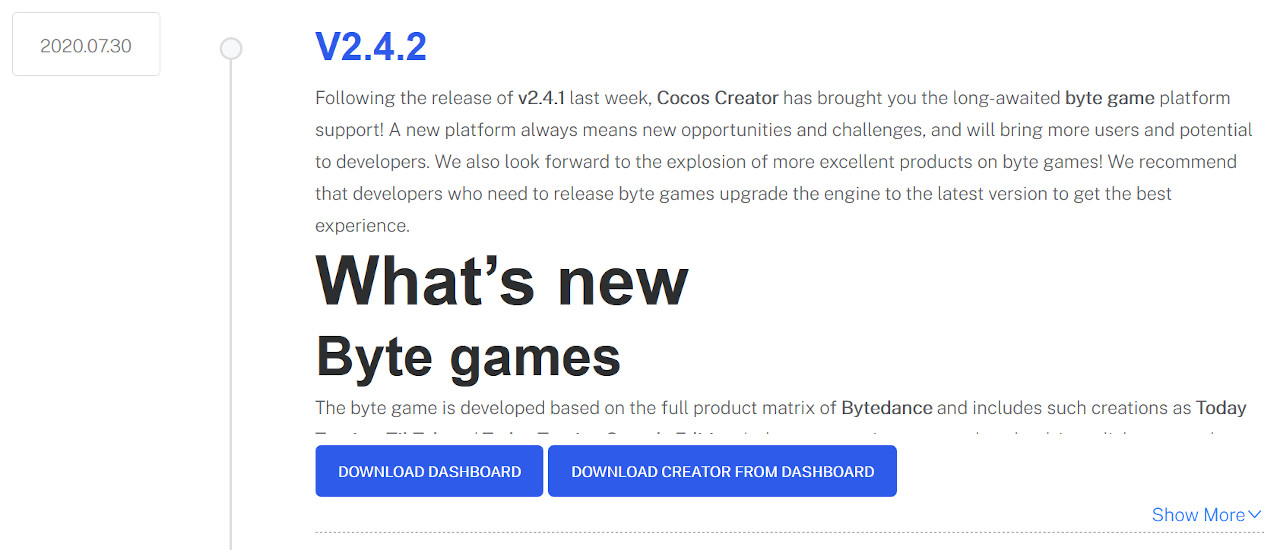 2020.07.30
V2.4.2
Following the release of v2.4.1 last week, Cocos Creator has brought you the long-awaited byte game platform
support! A new platform always means new opportunities and challenges, and will bring more users and potential
to developers. We also look forward to the explosion of more excellent products on byte games! We recommend
that developers who need to release byte games upgrade the engine to the latest version to get the best
experience.
What’s new
Byte games
The byte game is developed based on the full product matrix of Bytedance and includes such creations as Today
DOWNLOAD DASHBOARD DOWNLOAD CREATOR FROM DASHBOARD
Show More